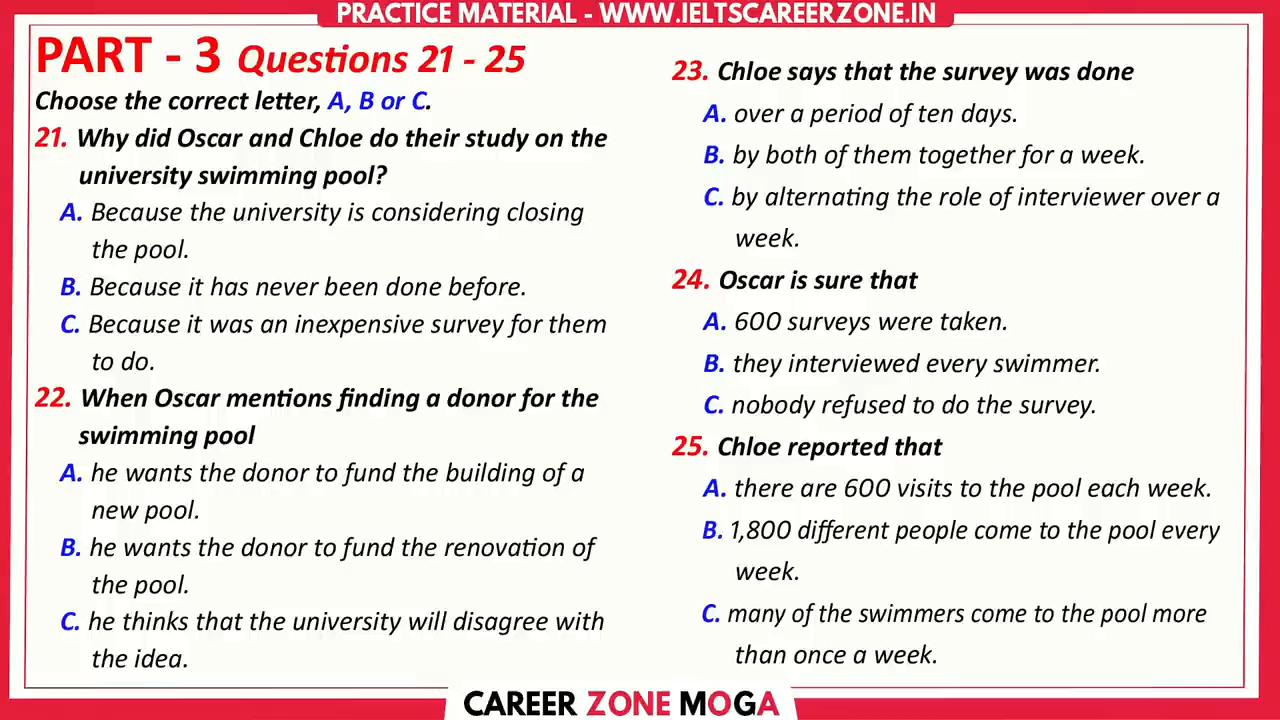 PRACTICE MATERIAL - WWW.IELTSCAREERZONE.IN
PART - 3 Questions 21 - 25
Choose the correct letter, A, B or C.
21. Why did Oscar and Chloe do their study on the
university swimming pool?
A. Because the university is considering closing
the pool.
B. Because it has never been done before.
C. Because it was an inexpensive survey for them
to do.
22. When Oscar mentions finding a donor for the
swimming pool
A. he wants the donor to fund the building of a
new pool.
B. he wants the donor to fund the renovation of
the pool.
C. he thinks that the university will disagree with
the idea.
23. Chloe says that the survey was done
A. over a period of ten days.
B. by both of them together for a week.
C. by alternating the role of interviewer over a
week.
24. Oscar is sure that
A. 600 surveys were taken.
B. they interviewed every swimmer.
C. nobody refused to do the survey.
25. Chloe reported that
A. there are 600 visits to the pool each week.
B. 1,800 different people come to the pool every
week.
C. many of the swimmers come to the pool more
than once a week.
CAREER ZONE MOGA